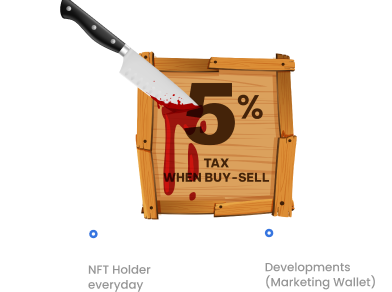 5%
TAX
WHEN BUY-SELL
NFT Holder
everyday
Developments
(Marketing Wallet)